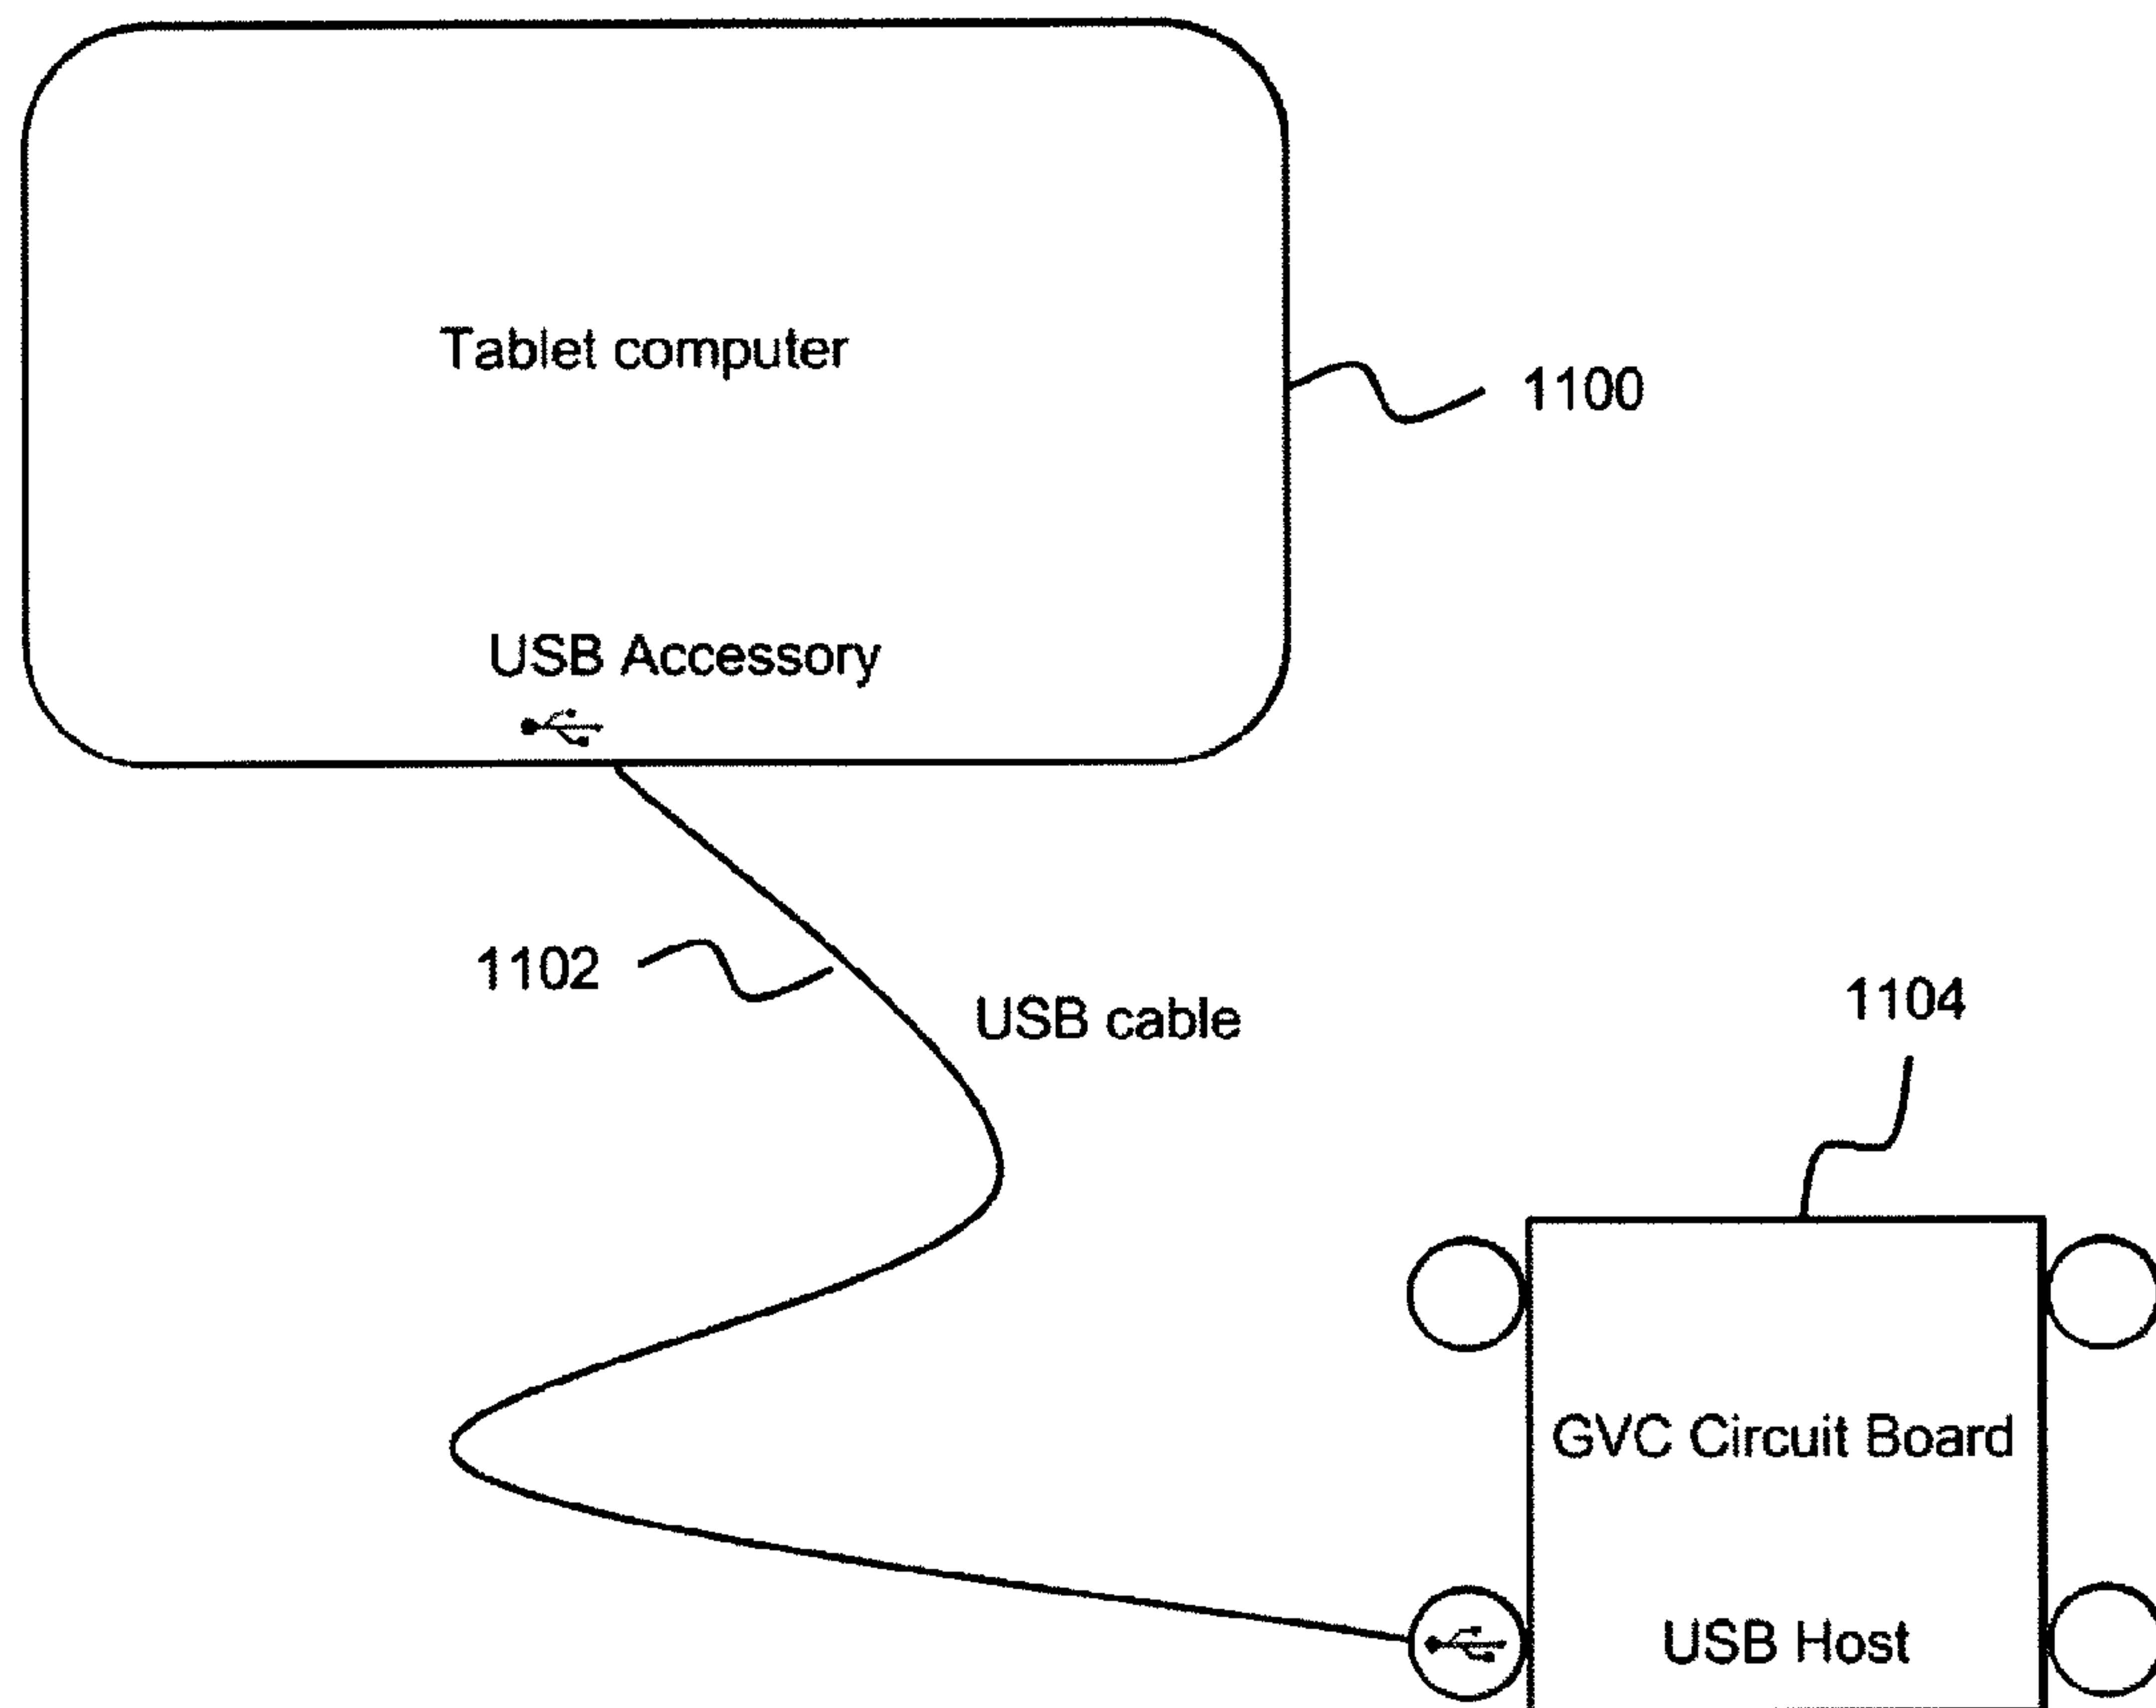 Tablet computer
1100
USB Accessory
1102
USB cable
1104
GVC Circuit Board
USB Host